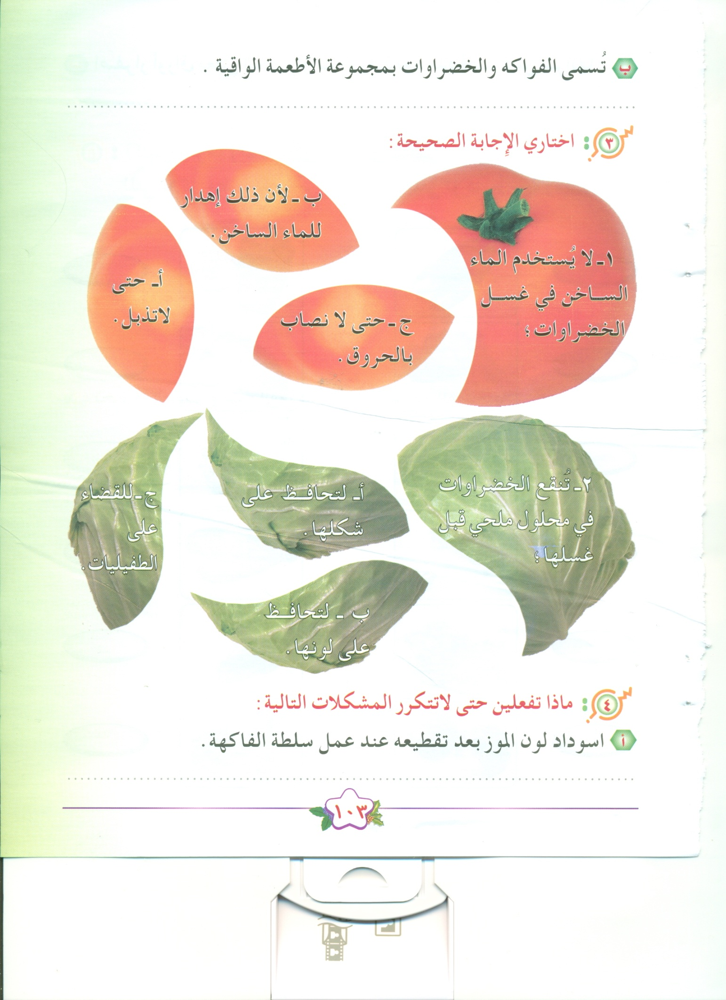 ب تُسمى الفواكه والخضراوات بمجموعة الأطعمة الواقية .
س٣ : اختاري الإجابة الصحيحة:
١ـ لا يُستخدم الماء
الساخن في غسل
الخضراوات ؛
أـ حتى
لاتذبل .
ب ـ لأن ذلك إهدار
للماء الساخن .
ج ـ حتى لا نصاب
بالحروق .
٢ـ تُنقع الخضراوات
في محلول ملحي قبل
غسلها ؛
أـ لتحافظ على
شكلها .
ب ـ لتحافظ
على لونها .
ج ـ للقضاء
على
الطفيليات .
س٤ : ماذا تفعلين حتى لاتتكرر المشكلات التالية :
أ اسوداد لون الموز بعد تقطيعه عند عمل سلطة الفاكهة .
١٠٣